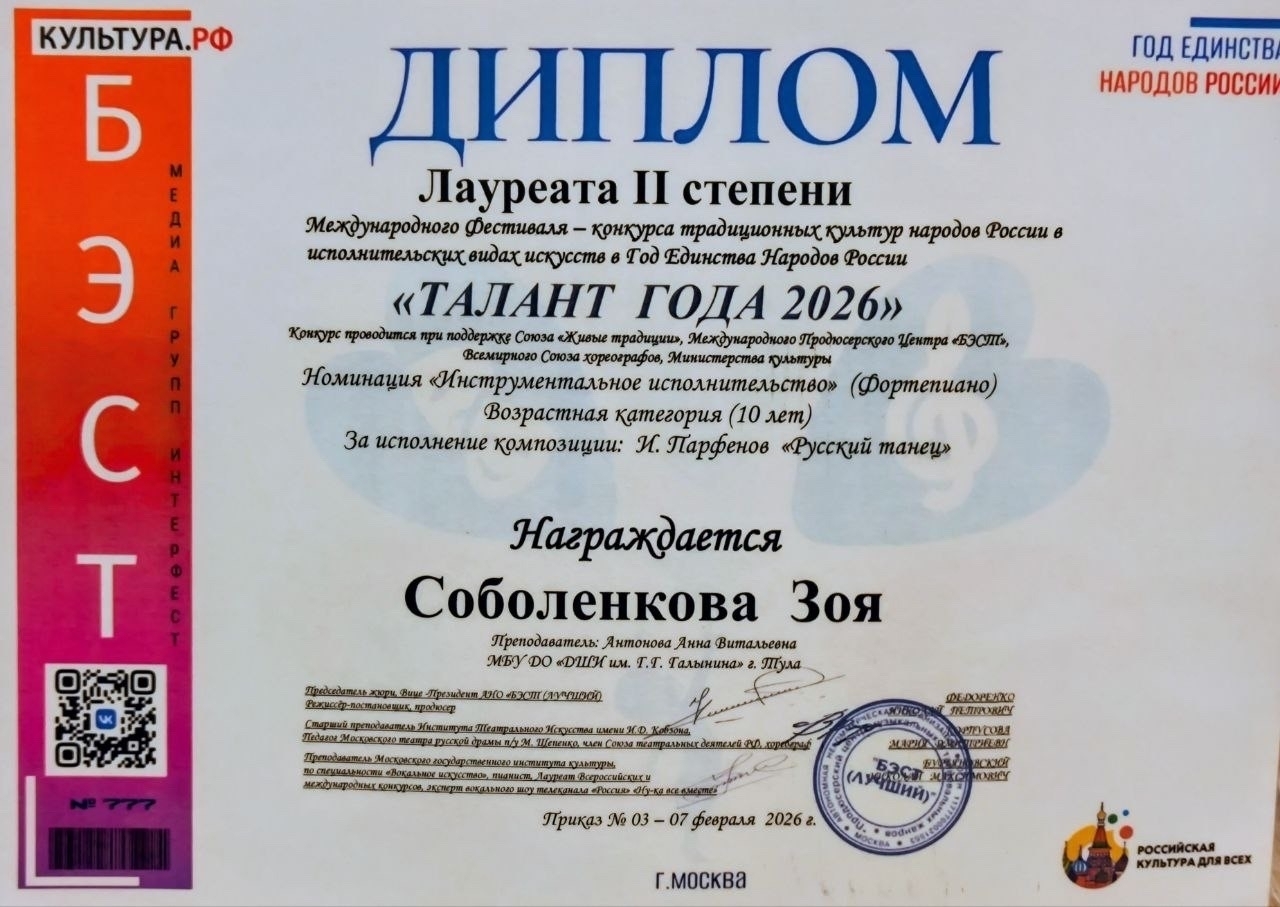 КУЛЬТУРА.РФ
БЭСТ
МЕДИА ГРУПП ИНТЕРФЕСТ
№ 777
ГОД ЕДИНСТВА
НАРОДОВ РОССИИ
ДИПЛОМ
Лауреата II степени
Международного Фестиваля – конкурса традиционных культур народов России в
исполнительских видах искусств в Год Единства Народов России
«ТАЛАНТ ГОДА 2026»
Конкурс проводится при поддержке Союза «Живые традиции», Международного Продюсерского Центра «БЭСТ»,
Всемирного Союза хореографов, Министерства культуры
Номинация «Инструментальное исполнительство» (Фортепиано)
Возрастная категория (10 лет)
За исполнение композиции: И. Парфенов «Русский танец»
Награждается
Соболенкова Зоя
Преподаватель: Антонова Анна Витальевна
МБУ ДО «ДШИ им. Г.Г. Галынина» г. Тула
Председатель жюри, Вице-Президент АНО «БЭСТ (ЛУЧШИЙ)
Режиссёр-постановщик, продюсер
ФЕДОРЕНКО
НИКОЛАЙ ПЕТРОВИЧ
Старший преподаватель Института Театрального Искусства имени И.Д. Кобзона,
Педагог Московского театра русской драмы п/у М. Щепенко, член Союза театральных деятелей РФ, хореограф
Преподаватель Московского государственного института культуры,
по специальности «Вокальное искусство», пианист, Лауреат Всероссийских и
международных конкурсов, эксперт вокального шоу телеканала «Россия» «Ну-ка все вместе»
"БЭСТ
(ЛУЧШИЙ)"
МОСКВА
Приказ № 03 – 07 февраля 2026 г.
г.МОСКВА
РОССИЙСКАЯ
КУЛЬТУРА ДЛЯ ВСЕХ